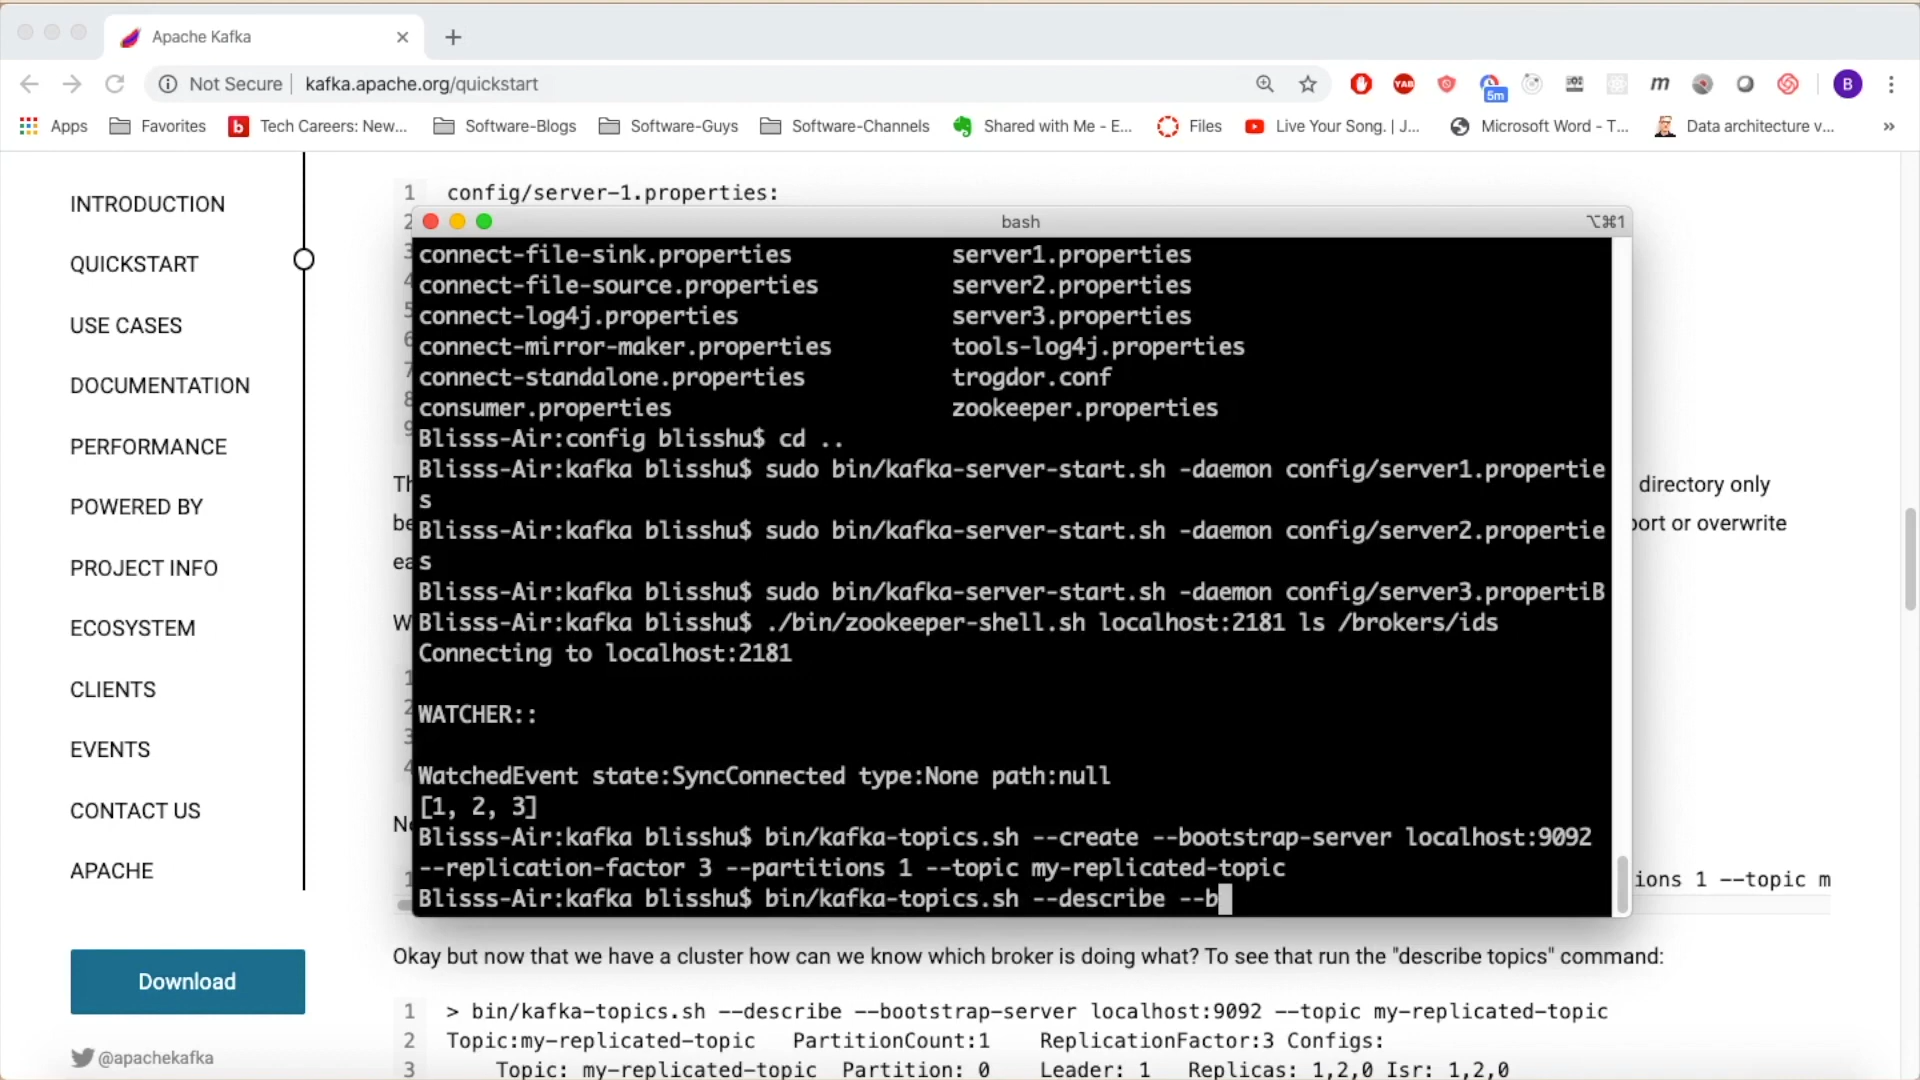 Apache Kafka
Not Secure kafka.apache.org/quickstart
YAB
5m
m
B
Apps Favorites Tech Careers: New... Software-Blogs Software-Guys Software-Channels Shared with Me - E... Files Live Your Song. | J... Microsoft Word - T... Data architecture v... »
INTRODUCTION
QUICKSTART
USE CASES
DOCUMENTATION
PERFORMANCE
POWERED BY
PROJECT INFO
ECOSYSTEM
CLIENTS
EVENTS
CONTACT US
APACHE
Download
@apachekafka
1 config/server-1.properties:
bash ⌥⌘1
connect-file-sink.properties server1.properties
connect-file-source.properties server2.properties
connect-log4j.properties server3.properties
connect-mirror-maker.properties tools-log4j.properties
connect-standalone.properties trogdor.conf
consumer.properties zookeeper.properties
Blisss-Air:config blisshu$ cd ..
Blisss-Air:kafka blisshu$ sudo bin/kafka-server-start.sh -daemon config/server1.propertie
s
Blisss-Air:kafka blisshu$ sudo bin/kafka-server-start.sh -daemon config/server2.propertie
s
Blisss-Air:kafka blisshu$ sudo bin/kafka-server-start.sh -daemon config/server3.propertiB
Blisss-Air:kafka blisshu$ ./bin/zookeeper-shell.sh localhost:2181 ls /brokers/ids
Connecting to localhost:2181
WATCHER::
WatchedEvent state:SyncConnected type:None path:null
[1, 2, 3]
Blisss-Air:kafka blisshu$ bin/kafka-topics.sh --create --bootstrap-server localhost:9092
--replication-factor 3 --partitions 1 --topic my-replicated-topic
Blisss-Air:kafka blisshu$ bin/kafka-topics.sh --describe --b
directory only
port or overwrite
ions 1 --topic m
Okay but now that we have a cluster how can we know which broker is doing what? To see that run the "describe topics" command:
1 > bin/kafka-topics.sh --describe --bootstrap-server localhost:9092 --topic my-replicated-topic
2 Topic:my-replicated-topic PartitionCount:1 ReplicationFactor:3 Configs:
3 Topic: my-replicated-topic Partition: 0 Leader: 1 Replicas: 1,2,0 Isr: 1,2,0